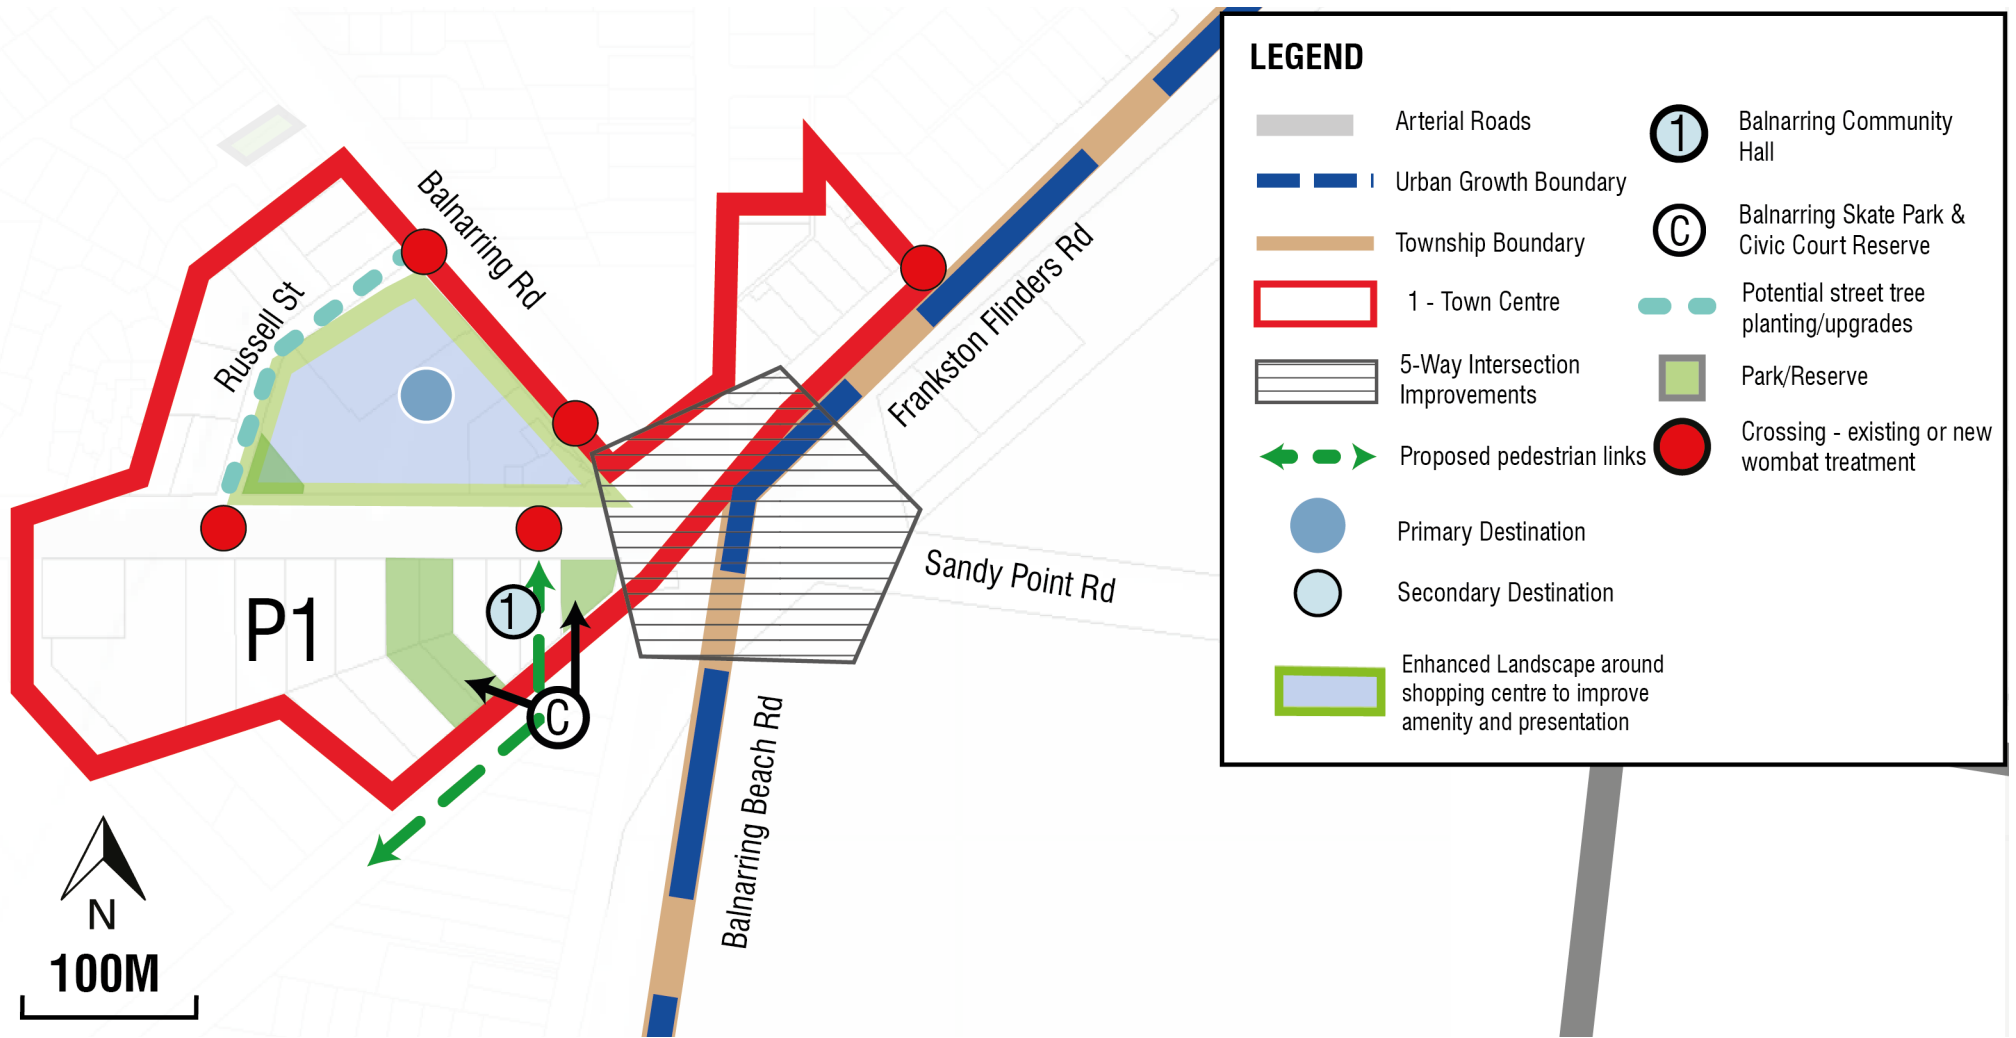 Balnarring Rd
Russell St
Frankston Flinders Rd
Sandy Point Rd
Balnarring Beach Rd
P1
1
C
N
100M
LEGEND
Arterial Roads
Urban Growth Boundary
Township Boundary
1 - Town Centre
5-Way Intersection
Improvements
Proposed pedestrian links
Primary Destination
Secondary Destination
Enhanced Landscape around
shopping centre to improve
amenity and presentation
1
Balnarring Community
Hall
C
Balnarring Skate Park &
Civic Court Reserve
Potential street tree
planting/upgrades
Park/Reserve
Crossing - existing or new
wombat treatment